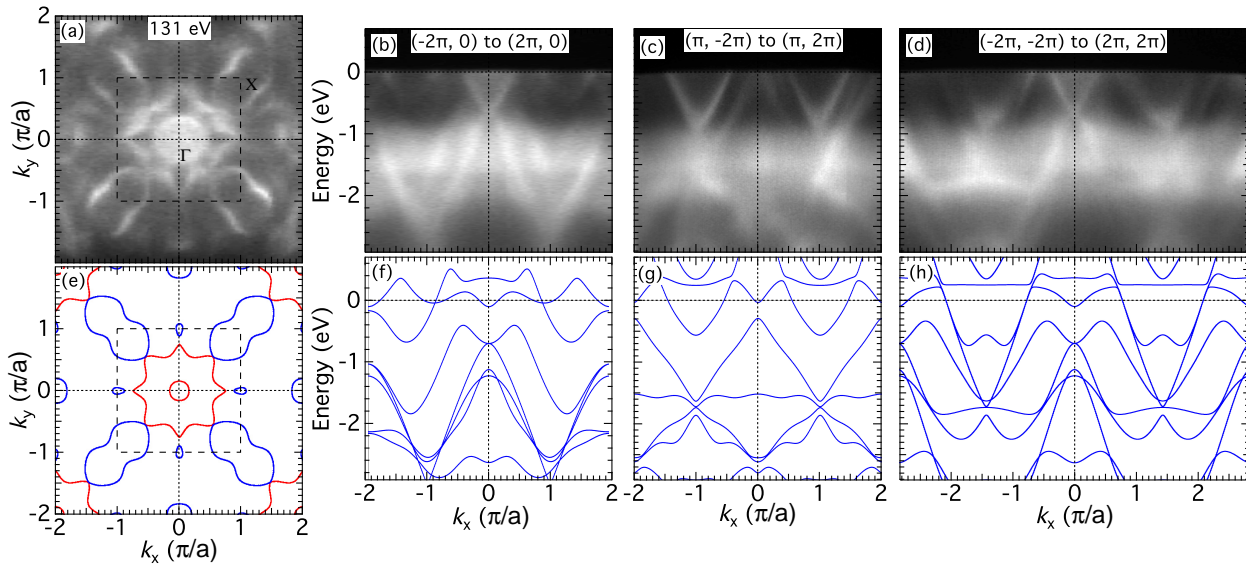 (a)
131 eV
X
Γ
2
1
0
-1
-2
k_y (π/a)
(b)
(-2π, 0) to (2π, 0)
0
-1
-2
Energy (eV)
(c)
(π, -2π) to (π, 2π)
(d)
(-2π, -2π) to (2π, 2π)
(e)
2
1
0
-1
-2
k_y (π/a)
-2 -1 0 1 2
k_x (π/a)
(f)
0
-1
-2
Energy (eV)
-2 -1 0 1 2
k_x (π/a)
(g)
-2 -1 0 1 2
k_x (π/a)
(h)
-2 -1 0 1 2
k_x (π/a)